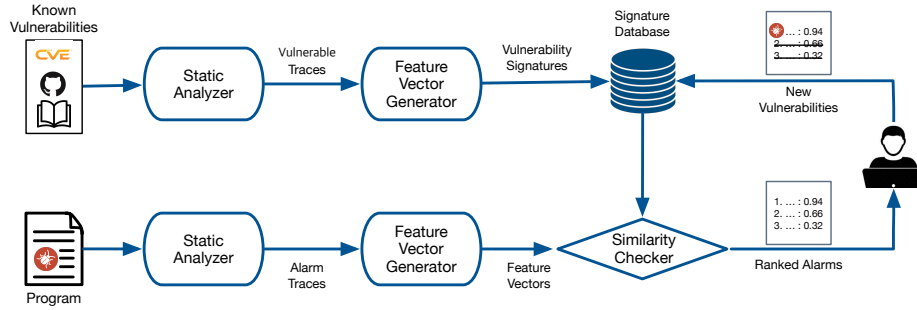 Known
Vulnerabilities
CVE
Static
Analyzer
Vulnerable
Traces
Feature
Vector
Generator
Vulnerability
Signatures
Signature
Database
... : 0.94
2. ... : 0.66
3. ... : 0.32
New
Vulnerabilities
Program
Static
Analyzer
Alarm
Traces
Feature
Vector
Generator
Feature
Vectors
Similarity
Checker
1. ... : 0.94
2. ... : 0.66
3. ... : 0.32
Ranked Alarms